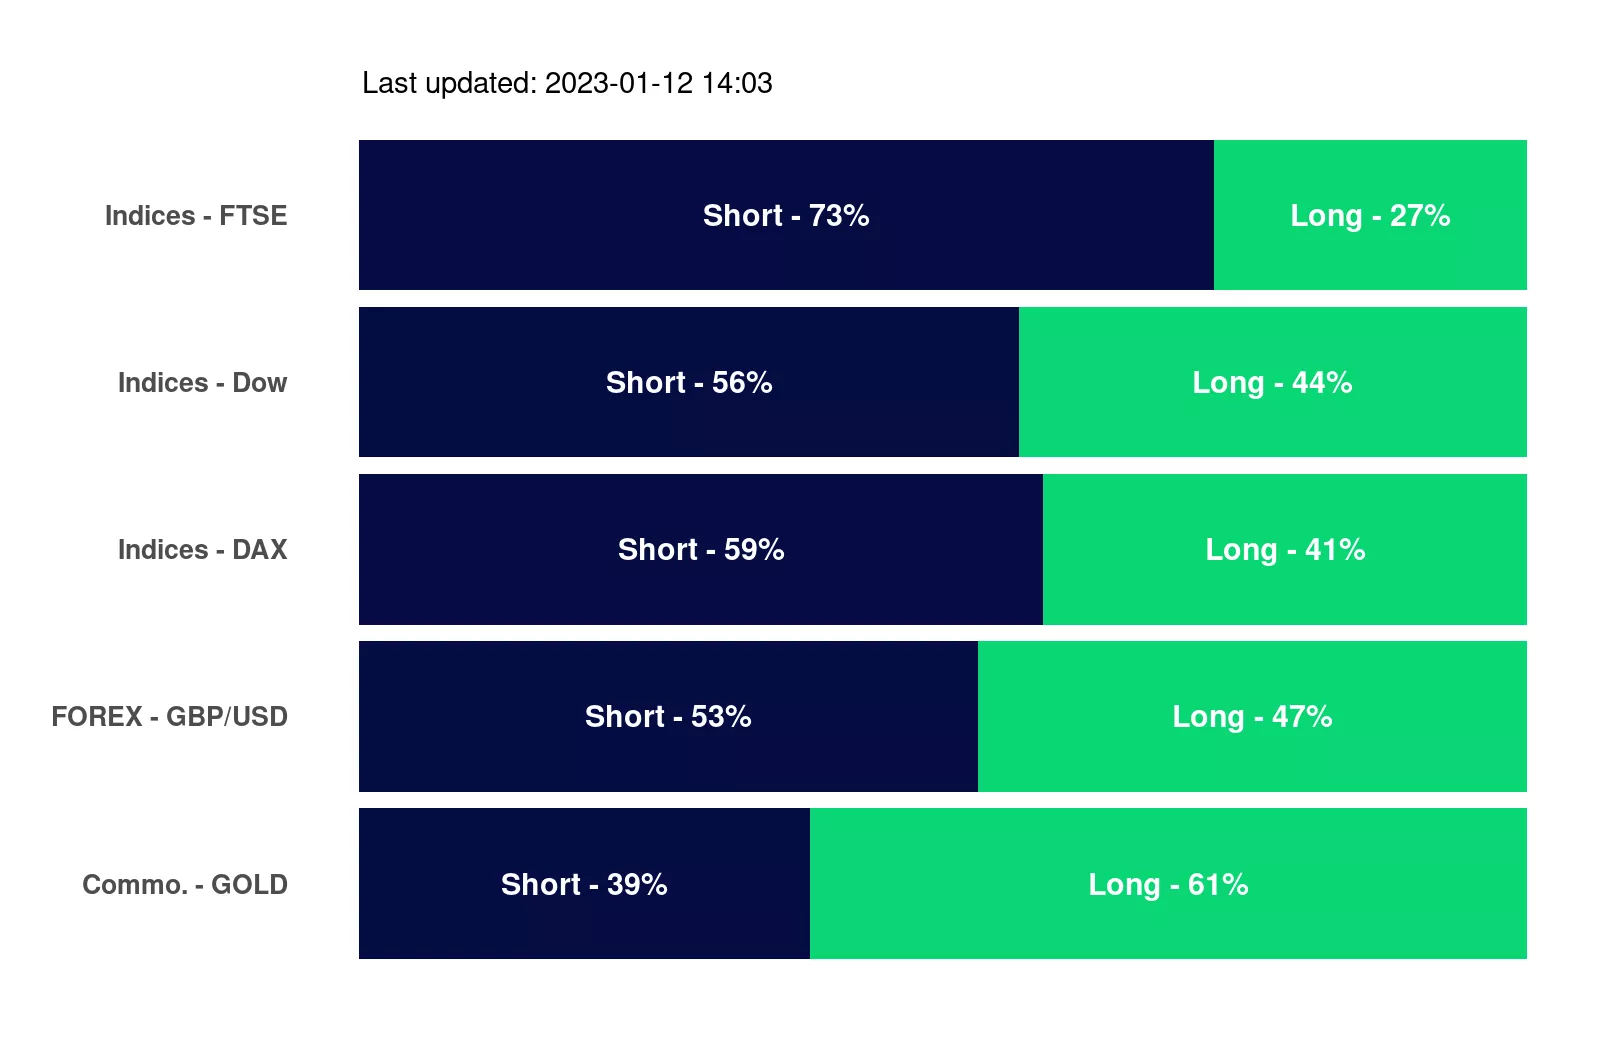 Last updated: 2023-01-12 14:03
Indices - FTSE Short - 73% Long - 27%
Indices - Dow Short - 56% Long - 44%
Indices - DAX Short - 59% Long - 41%
FOREX - GBP/USD Short - 53% Long - 47%
Commo. - GOLD Short - 39% Long - 61%